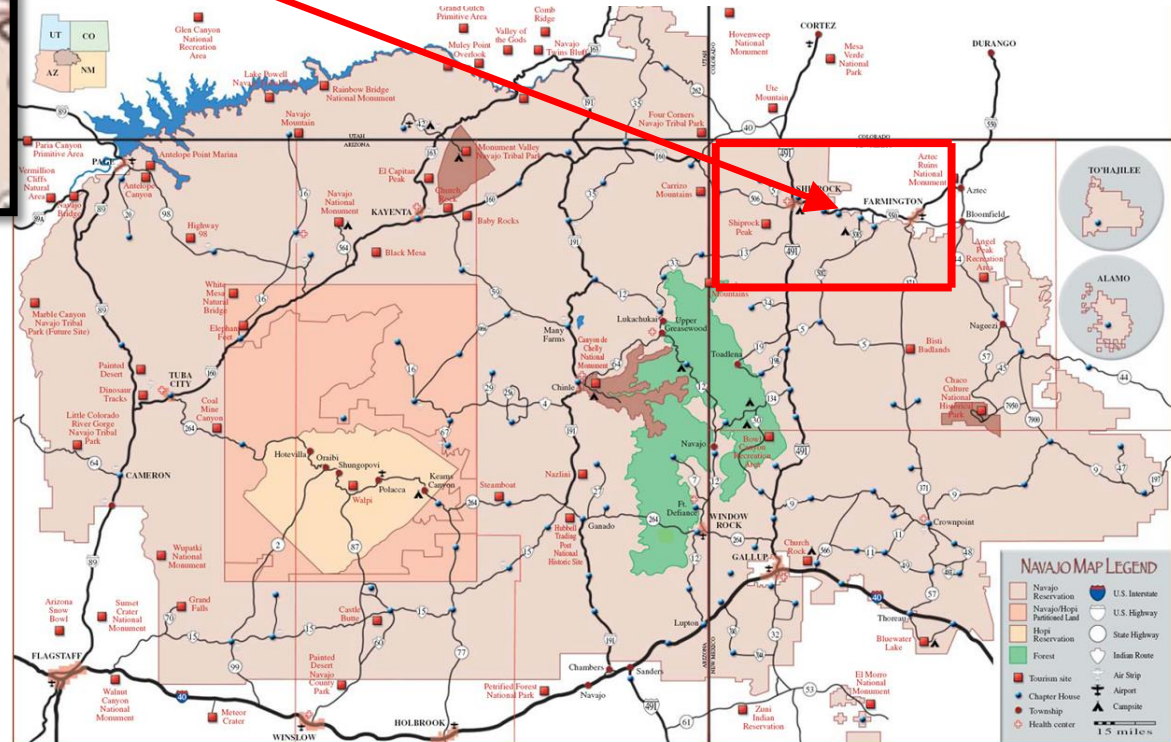 UT
CO
AZ
NM
Glen Canyon
National
Recreation
Area
Grand Gulch
Primitive Area
Comb
Ridge
Valley of
the Gods
Muley Point
Overlook
Navajo
Twins Bluff
Hovenweep
National
Monument
CORTEZ
Mesa
Verde
National
Park
DURANGO
Lake Powell
Rainbow Bridge
National Monument
Navajo
Mountain
UTAH
ARIZONA
UTAH
COLORADO
Ute
Mountain
Four Corners
Navajo Tribal Park
COLORADO
Paria Canyon
Primitive Area
PAGE
Antelope Point Marina
Vermillion
Cliffs
Natural
Area
Antelope
Canyon
Navajo
Bridge
Highway
98
Navajo
National
Monument
El Capitan
Peak
Monument Valley
Navajo Tribal Park
Church
Rock
KAYENTA
Baby Rocks
Black Mesa
Carrizo
Mountains
SHIPROCK
Shiprock
Peak
FARMINGTON
Aztec
Ruins
National
Monument
Aztec
Bloomfield
Angel
Peak
Recreation
Area
TO'HAJILEE
ALAMO
White
Mesa
Natural
Bridge
Elephant
Feet
Marble Canyon
Navajo Tribal
Park (Future Site)
Painted
Desert
Dinosaur
Tracks
TUBA
CITY
Coal
Mine
Canyon
Little Colorado
River Gorge
Navajo Tribal
Park
CAMERON
Many
Farms
Lukachukai
Upper
Greasewood
Mountains
Canyon de
Chelly
National
Monument
Chinle
Toadlena
Bisti
Badlands
Nageezi
Chaco
Culture
National
Historical
Park
Hotevilla
Oraibi
Shungopovi
Walpi
Polacca
Keams
Canyon
Steamboat
Nazlini
Navajo
Bowl
Canyon
Recreation
Area
Ganado
Hubbell
Trading
Post
National
Historic Site
Ft.
Defiance
WINDOW
ROCK
GALLUP
Church
Rock
Crownpoint
Wupatki
National
Monument
Grand
Falls
Arizona
Snow
Bowl
Sunset
Crater
National
Monument
Castle
Butte
FLAGSTAFF
Walnut
Canyon
National
Monument
Meteor
Crater
Painted
Desert
Navajo
County
Park
WINSLOW
HOLBROOK
Petrified Forest
National Park
Chambers
Navajo
Sanders
Lupton
ARIZONA
NEW MEXICO
Zuni
Indian
Reservation
Thoreau
Bluewater
Lake
El Morro
National
Monument
NAVAJO MAP LEGEND
Navajo
Reservation
Navajo/Hopi
Partitioned Land
Hopi
Reservation
Forest
Tourism site
Chapter House
Township
Health center
U.S. Interstate
U.S. Highway
State Highway
Indian Route
Air Strip
Airport
Campsite
15 miles